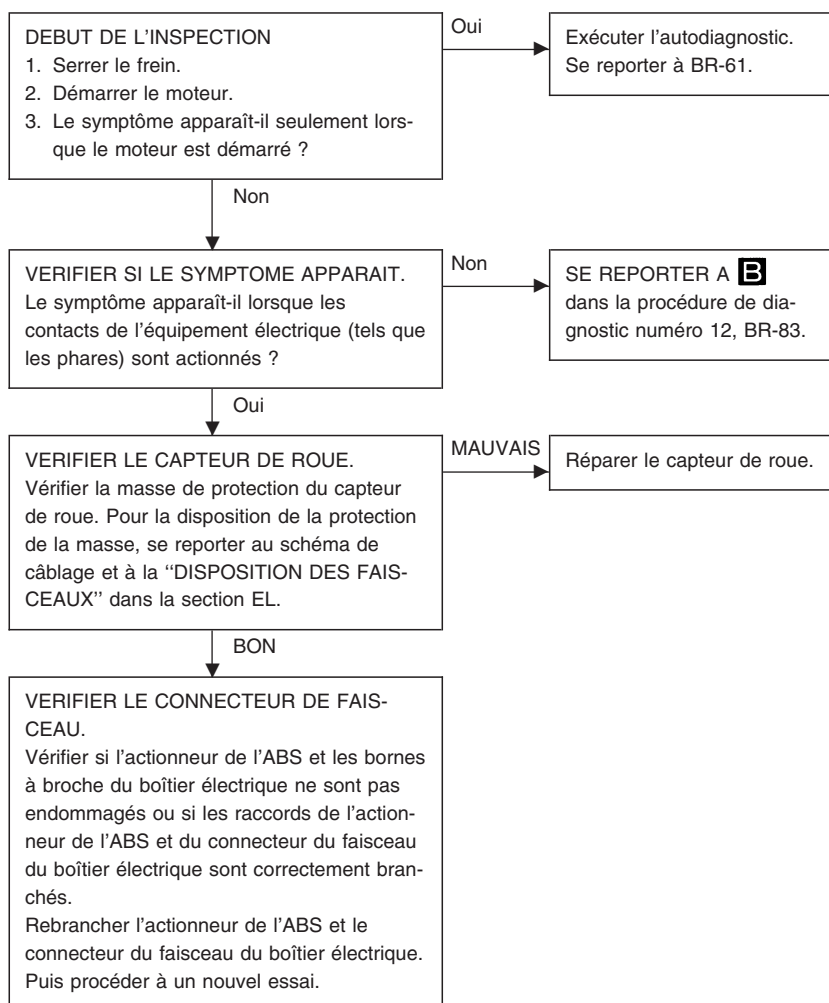 DEBUT DE L'INSPECTION
1. Serrer le frein.
2. Démarrer le moteur.
3. Le symptôme apparaît-il seulement lors-
que le moteur est démarré ?
Oui
Exécuter l'autodiagnostic.
Se reporter à BR-61.
Non
VERIFIER SI LE SYMPTOME APPARAIT.
Le symptôme apparaît-il lorsque les
contacts de l'équipement électrique (tels que
les phares) sont actionnés ?
Non
SE REPORTER A B
dans la procédure de dia-
gnostic numéro 12, BR-83.
Oui
VERIFIER LE CAPTEUR DE ROUE.
Vérifier la masse de protection du capteur
de roue. Pour la disposition de la protection
de la masse, se reporter au schéma de
câblage et à la ''DISPOSITION DES FAIS-
CEAUX'' dans la section EL.
MAUVAIS
Réparer le capteur de roue.
BON
VERIFIER LE CONNECTEUR DE FAIS-
CEAU.
Vérifier si l'actionneur de l'ABS et les bornes
à broche du boîtier électrique ne sont pas
endommagés ou si les raccords de l'action-
neur de l'ABS et du connecteur du faisceau
du boîtier électrique sont correctement bran-
chés.
Rebrancher l'actionneur de l'ABS et le
connecteur du faisceau du boîtier électrique.
Puis procéder à un nouvel essai.